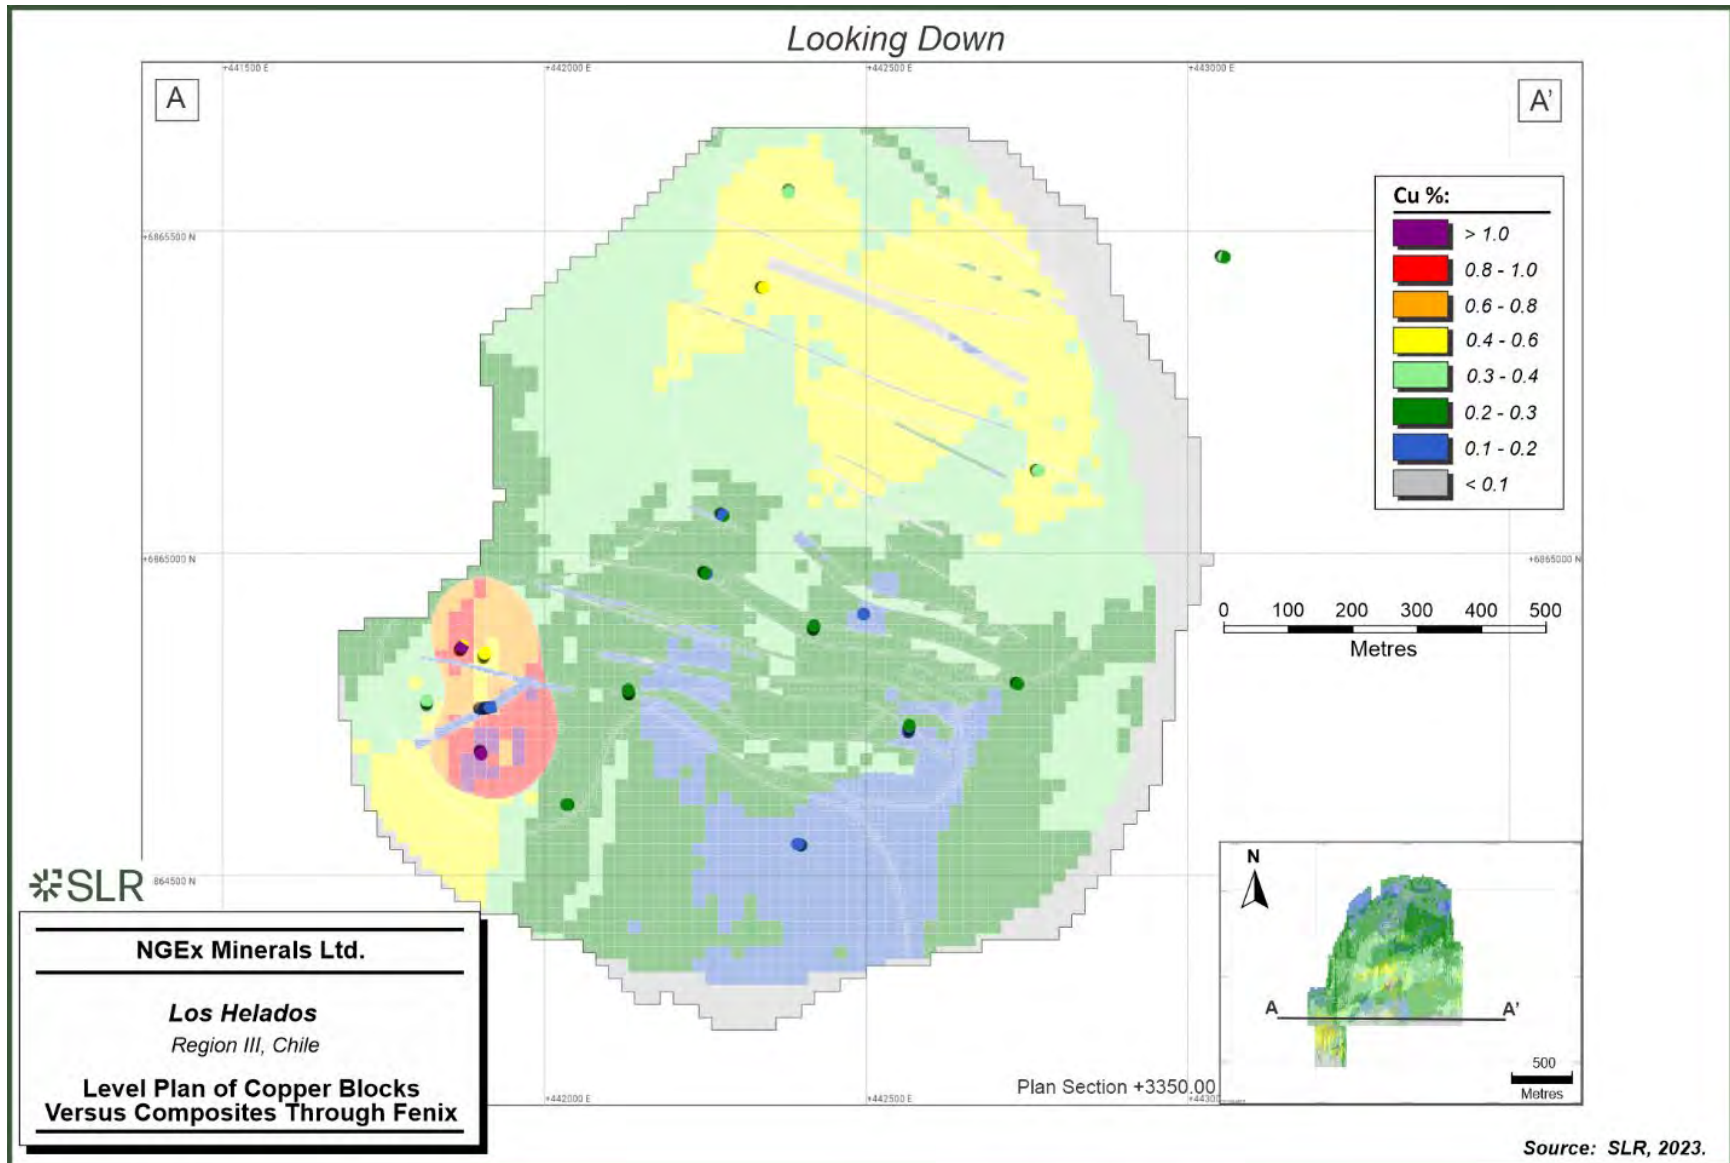 Looking Down
+441500 E
+442000 E
+442500 E
+443000 E
A
A'
Cu %:
> 1.0
0.8 - 1.0
0.6 - 0.8
0.4 - 0.6
0.3 - 0.4
0.2 - 0.3
0.1 - 0.2
< 0.1
+6865500 N
+6865000 N
+6865000 N
0 100 200 300 400 500
Metres
SLR
864500 N
NGEx Minerals Ltd.
Los Helados
Region III, Chile
Level Plan of Copper Blocks
Versus Composites Through Fenix
Plan Section +3350.00
+442000 E
+442500 E
+44300
N
A
A'
500
Metres
Source: SLR, 2023.